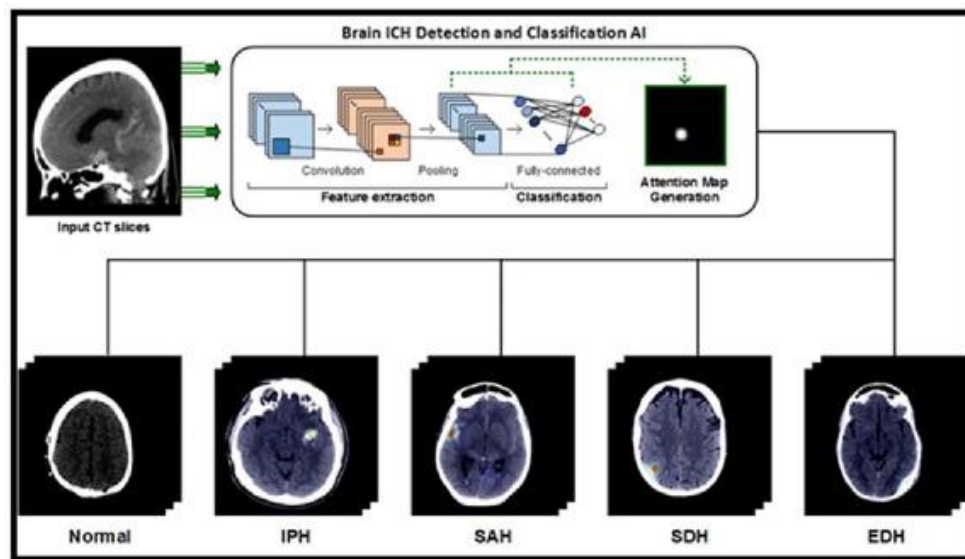 Brain ICH Detection and Classification AI
Convolution
Pooling
Fully-connected
Feature extraction
Classification
Attention Map
Generation
Input CT slices
Normal
IPH
SAH
SDH
EDH